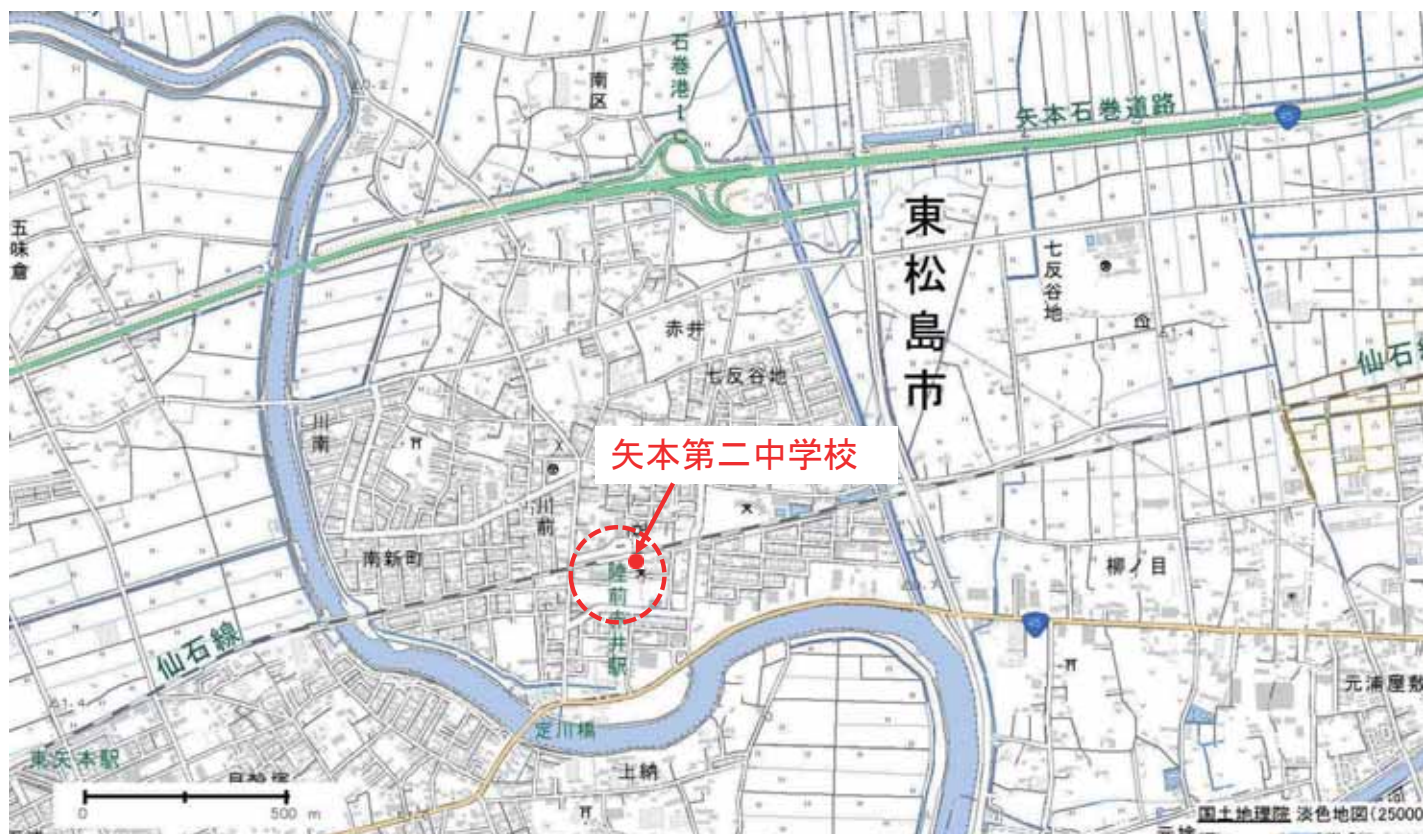 石巻港IC
南区
矢本石巻道路
五味倉
東松島市
七反谷地
赤井
七反谷地
仙石線
川南
矢本第二中学校
川前
南新町
陸前赤井駅
柳ノ目
仙石線
元浦屋敷
定川橋
東矢本駅
上納
0 500 m
国土地理院 淡色地図(25000